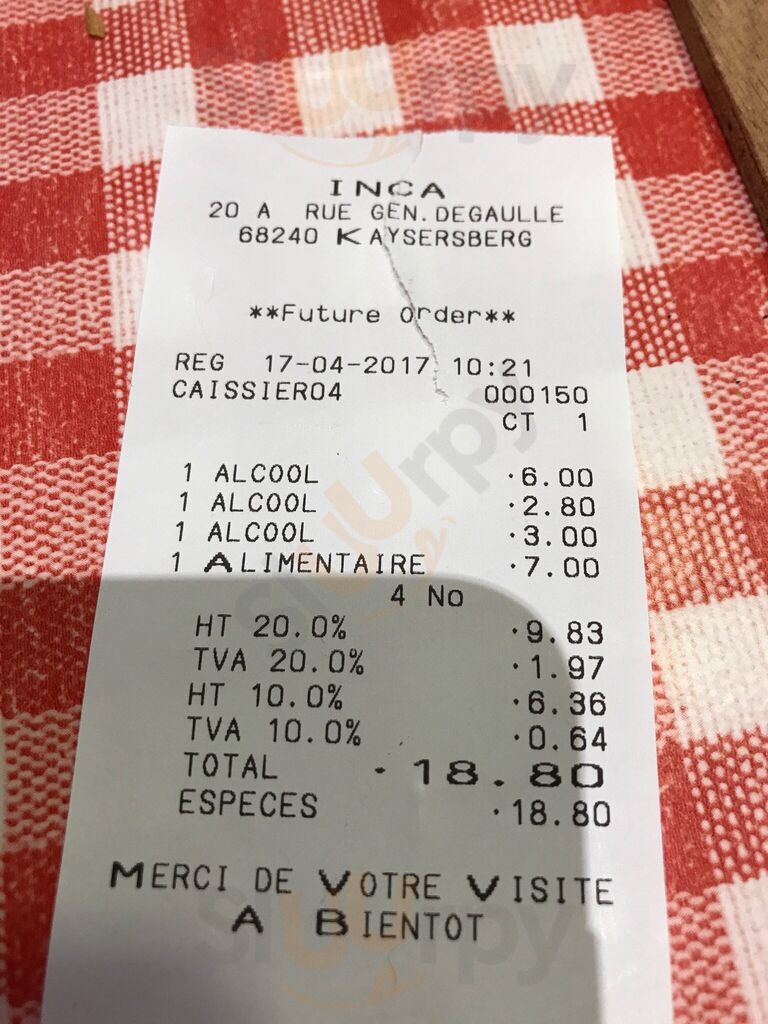 INCA
20 A RUE GEN.DEGAULLE
68240 KAYSERSBERG
**Future Order**
REG 17-04-2017 10:21
CAISSIER04 000150
CT 1
1 ALCOOL ·6.00
1 ALCOOL ·2.80
1 ALCOOL ·3.00
1 ALIMENTAIRE ·7.00
4 No
HT 20.0% ·9.83
TVA 20.0% ·1.97
HT 10.0% ·6.36
TVA 10.0% ·0.64
TOTAL ·18.80
ESPECES ·18.80
MERCI DE VOTRE VISITE
A BIENTOT
sluurpy
sluurpy
sluurpy